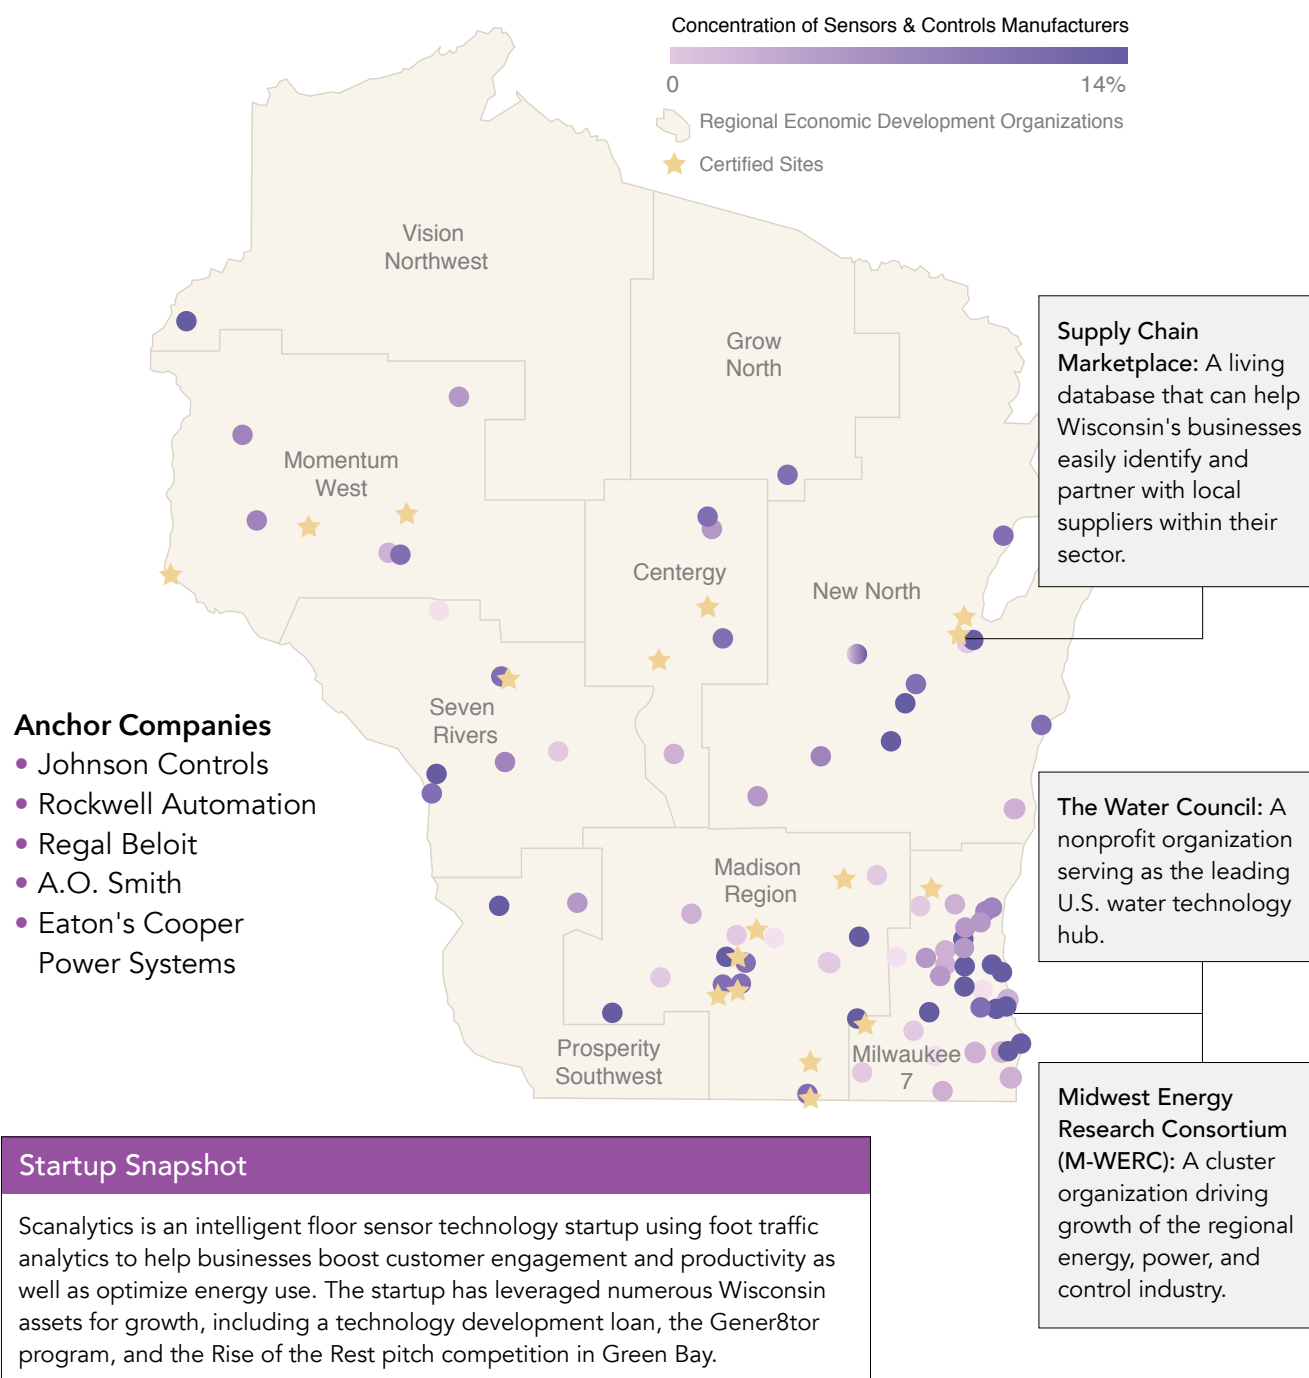 Concentration of Sensors & Controls Manufacturers
0
14%
Regional Economic Development Organizations
Certified Sites
Vision
Northwest
Grow
North
Momentum
West
Centergy
New North
Seven
Rivers
Madison
Region
Prosperity
Southwest
Milwaukee
7
Supply Chain
Marketplace: A living
database that can help
Wisconsin's businesses
easily identify and
partner with local
suppliers within their
sector.
Anchor Companies
• Johnson Controls
• Rockwell Automation
• Regal Beloit
• A.O. Smith
• Eaton's Cooper
Power Systems
The Water Council: A
nonprofit organization
serving as the leading
U.S. water technology
hub.
Midwest Energy
Research Consortium
(M-WERC): A cluster
organization driving
growth of the regional
energy, power, and
control industry.
Startup Snapshot
Scanalytics is an intelligent floor sensor technology startup using foot traffic
analytics to help businesses boost customer engagement and productivity as
well as optimize energy use. The startup has leveraged numerous Wisconsin
assets for growth, including a technology development loan, the Gener8tor
program, and the Rise of the Rest pitch competition in Green Bay.